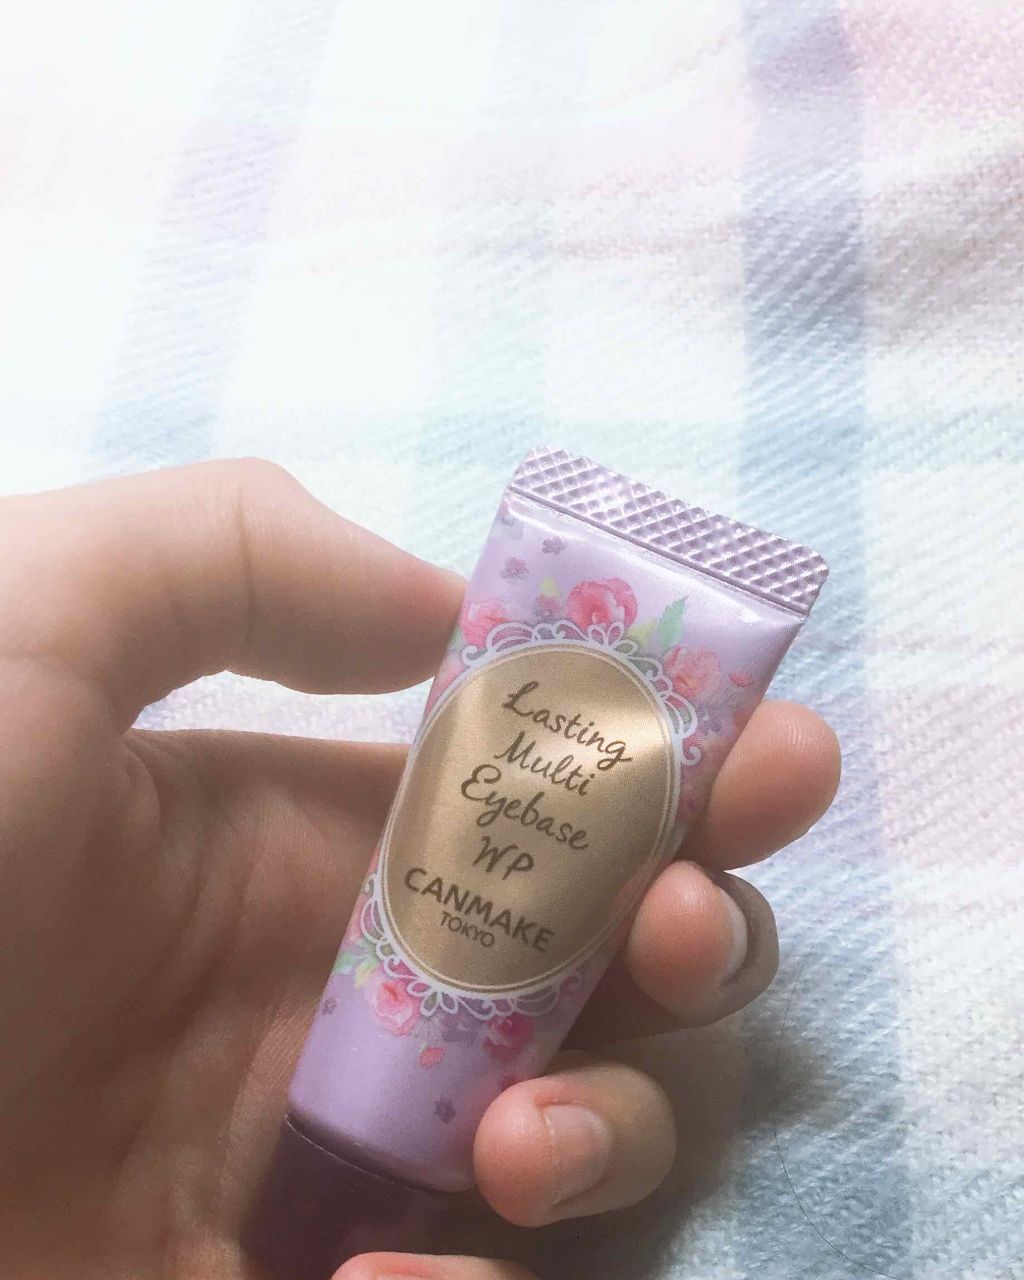 Lasting
Multi
Eyebase
WP
CANMAKE
TOKYO